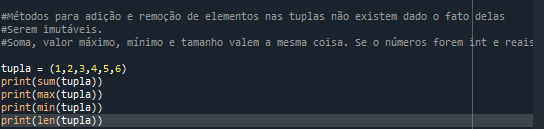 #Métodos para adição e remoção de elementos nas tuplas não existem dado o fato delas
#Serem imutáveis.
#Soma, valor máximo, mínimo e tamanho valem a mesma coisa. Se o números forem int e reais
tupla = (1,2,3,4,5,6)
print(sum(tupla))
print(max(tupla))
print(min(tupla))
print(len(tupla))